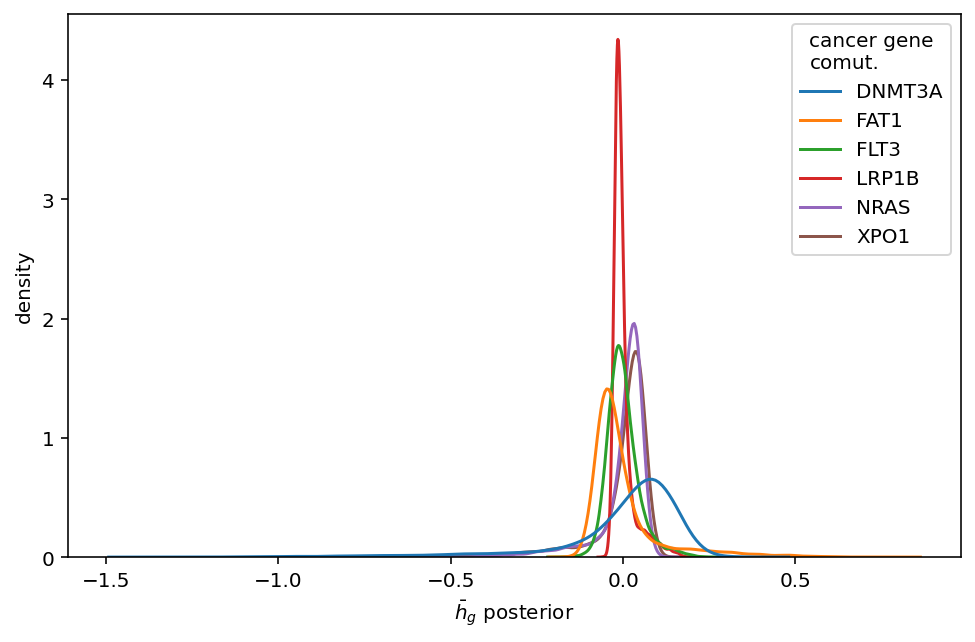 cancer gene
comut.
DNMT3A
FAT1
FLT3
LRP1B
NRAS
XPO1
4
3
2
1
0
density
−1.5 −1.0 −0.5 0.0 0.5
h̄g posterior